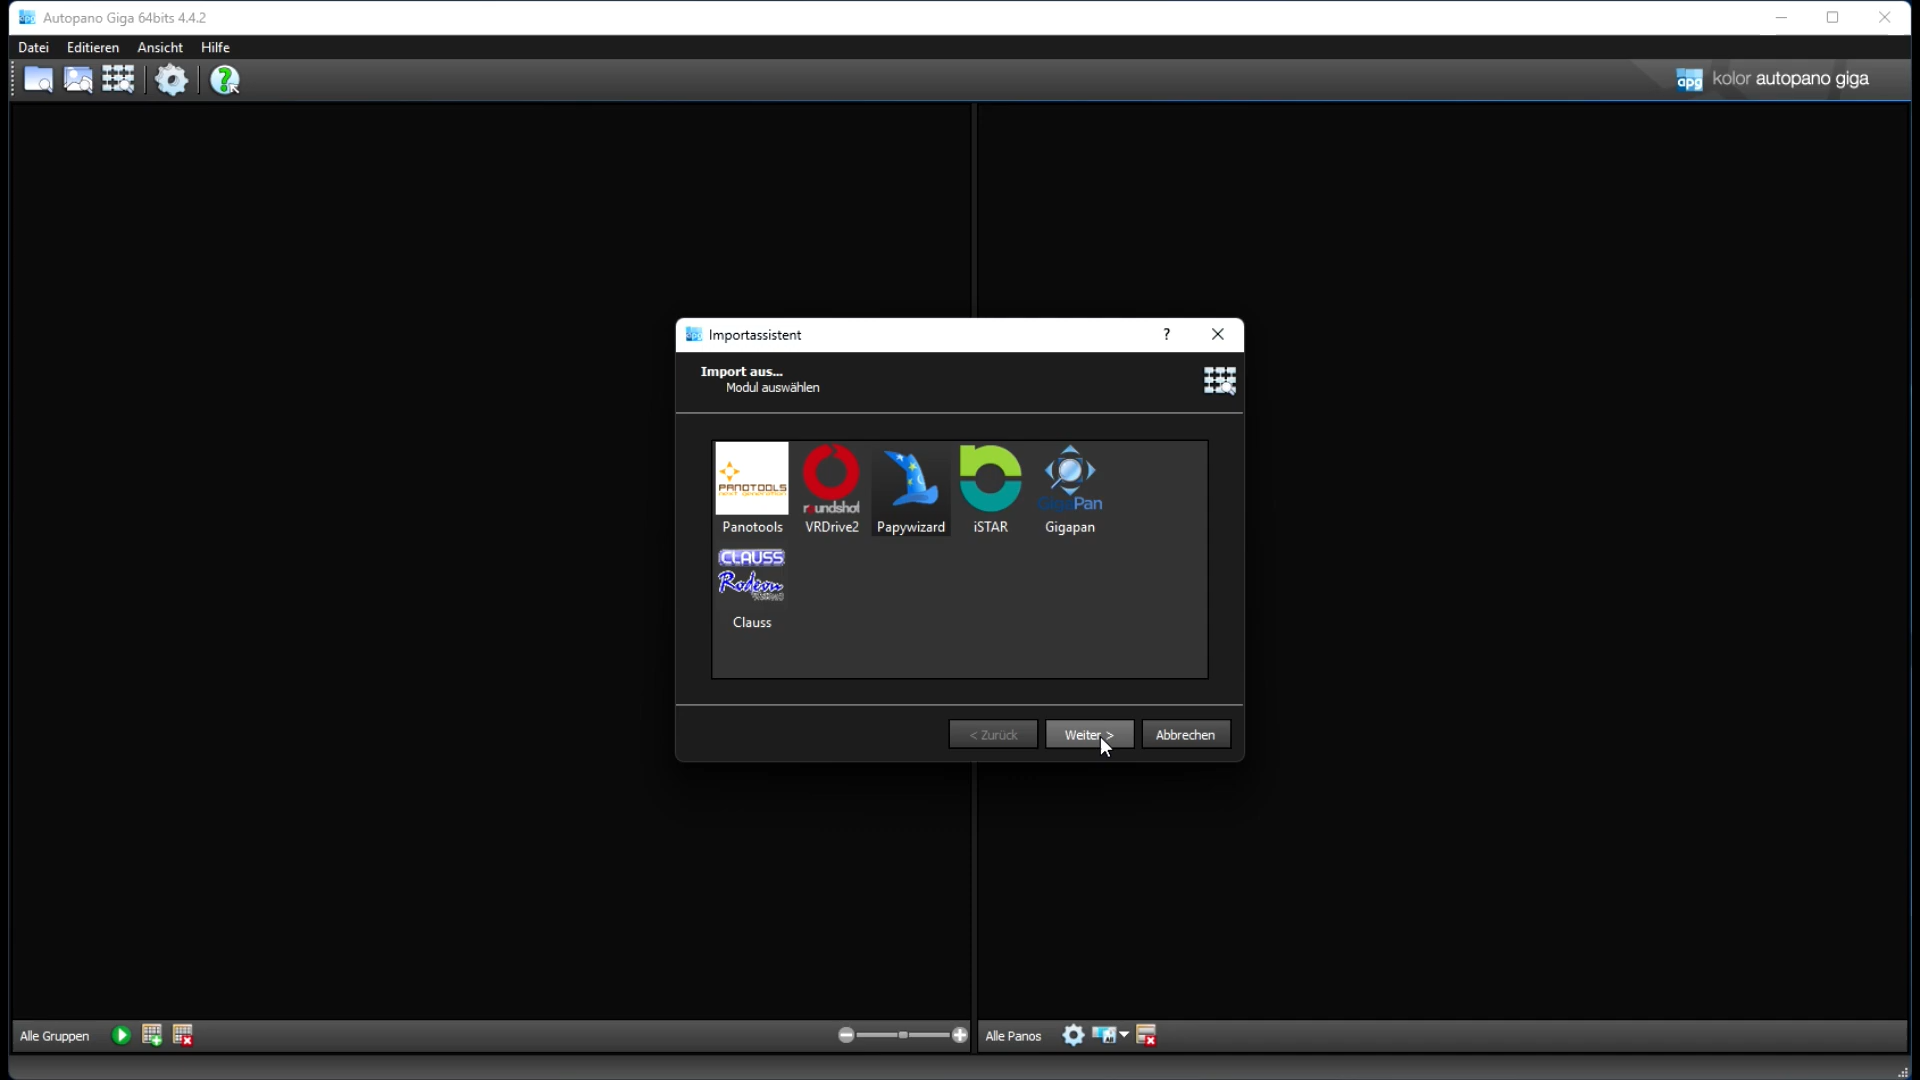 Autopano Giga 64bits 4.4.2
Datei Editieren Ansicht Hilfe
apg kolor autopano giga
Importassistent
Import aus...
Modul auswählen
PANOTOOLS
roundshot
GigaPan
Panotools VRDrive2 Papywizard iSTAR Gigapan
CLAUSS
Rodeon
Clauss
< Zurück Weiter > Abbrechen
Alle Gruppen
Alle Panos